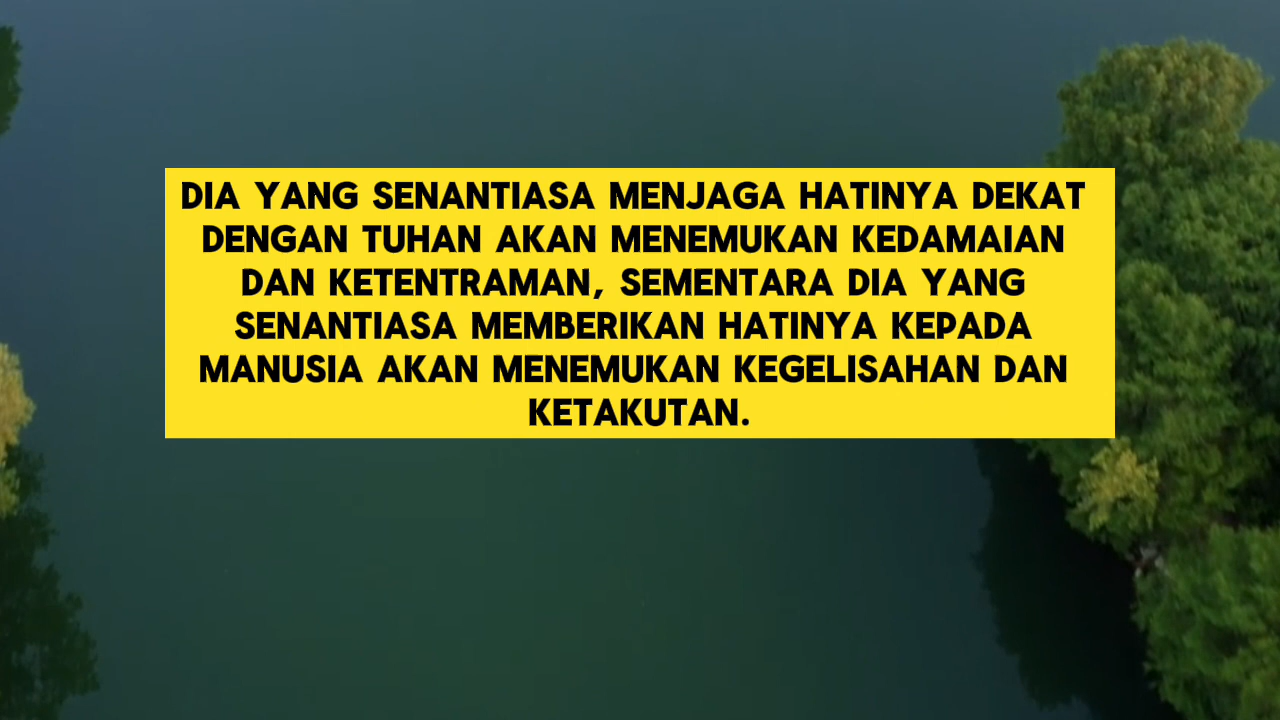 DIA YANG SENANTIASA MENJAGA HATINYA DEKAT
DENGAN TUHAN AKAN MENEMUKAN KEDAMAIAN
DAN KETENTRAMAN, SEMENTARA DIA YANG
SENANTIASA MEMBERIKAN HATINYA KEPADA
MANUSIA AKAN MENEMUKAN KEGELISAHAN DAN
KETAKUTAN.